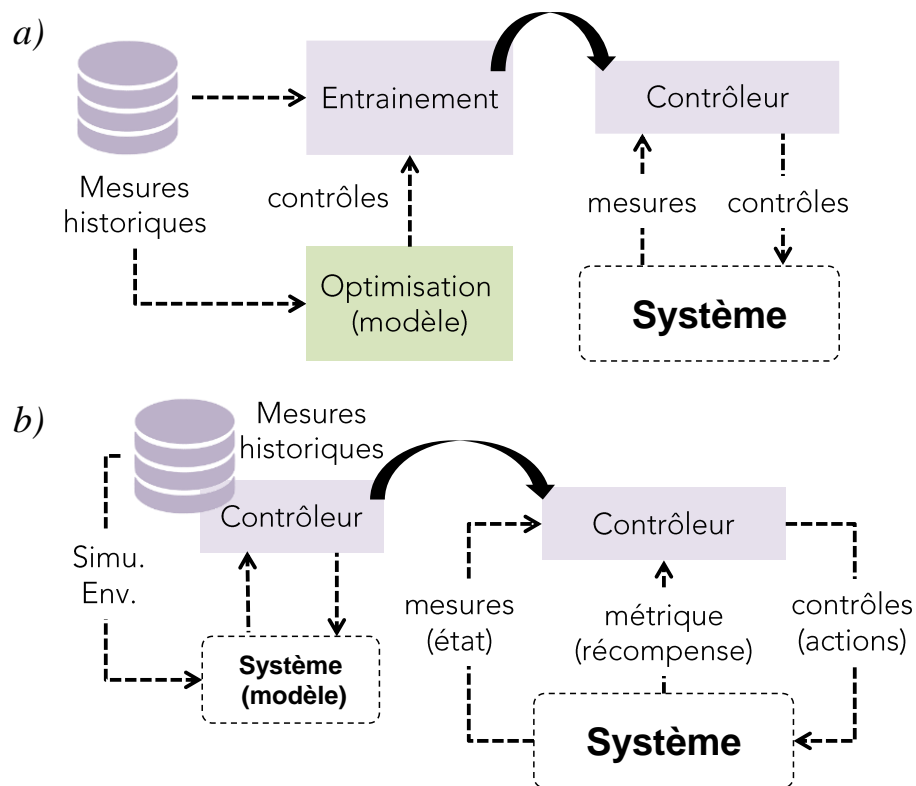 a)
Entrainement
Contrôleur
Mesures
historiques
contrôles
mesures
contrôles
Optimisation
(modèle)
Système
b)
Mesures
historiques
Contrôleur
Contrôleur
Simu.
Env.
mesures
(état)
métrique
(récompense)
contrôles
(actions)
Système
(modèle)
Système